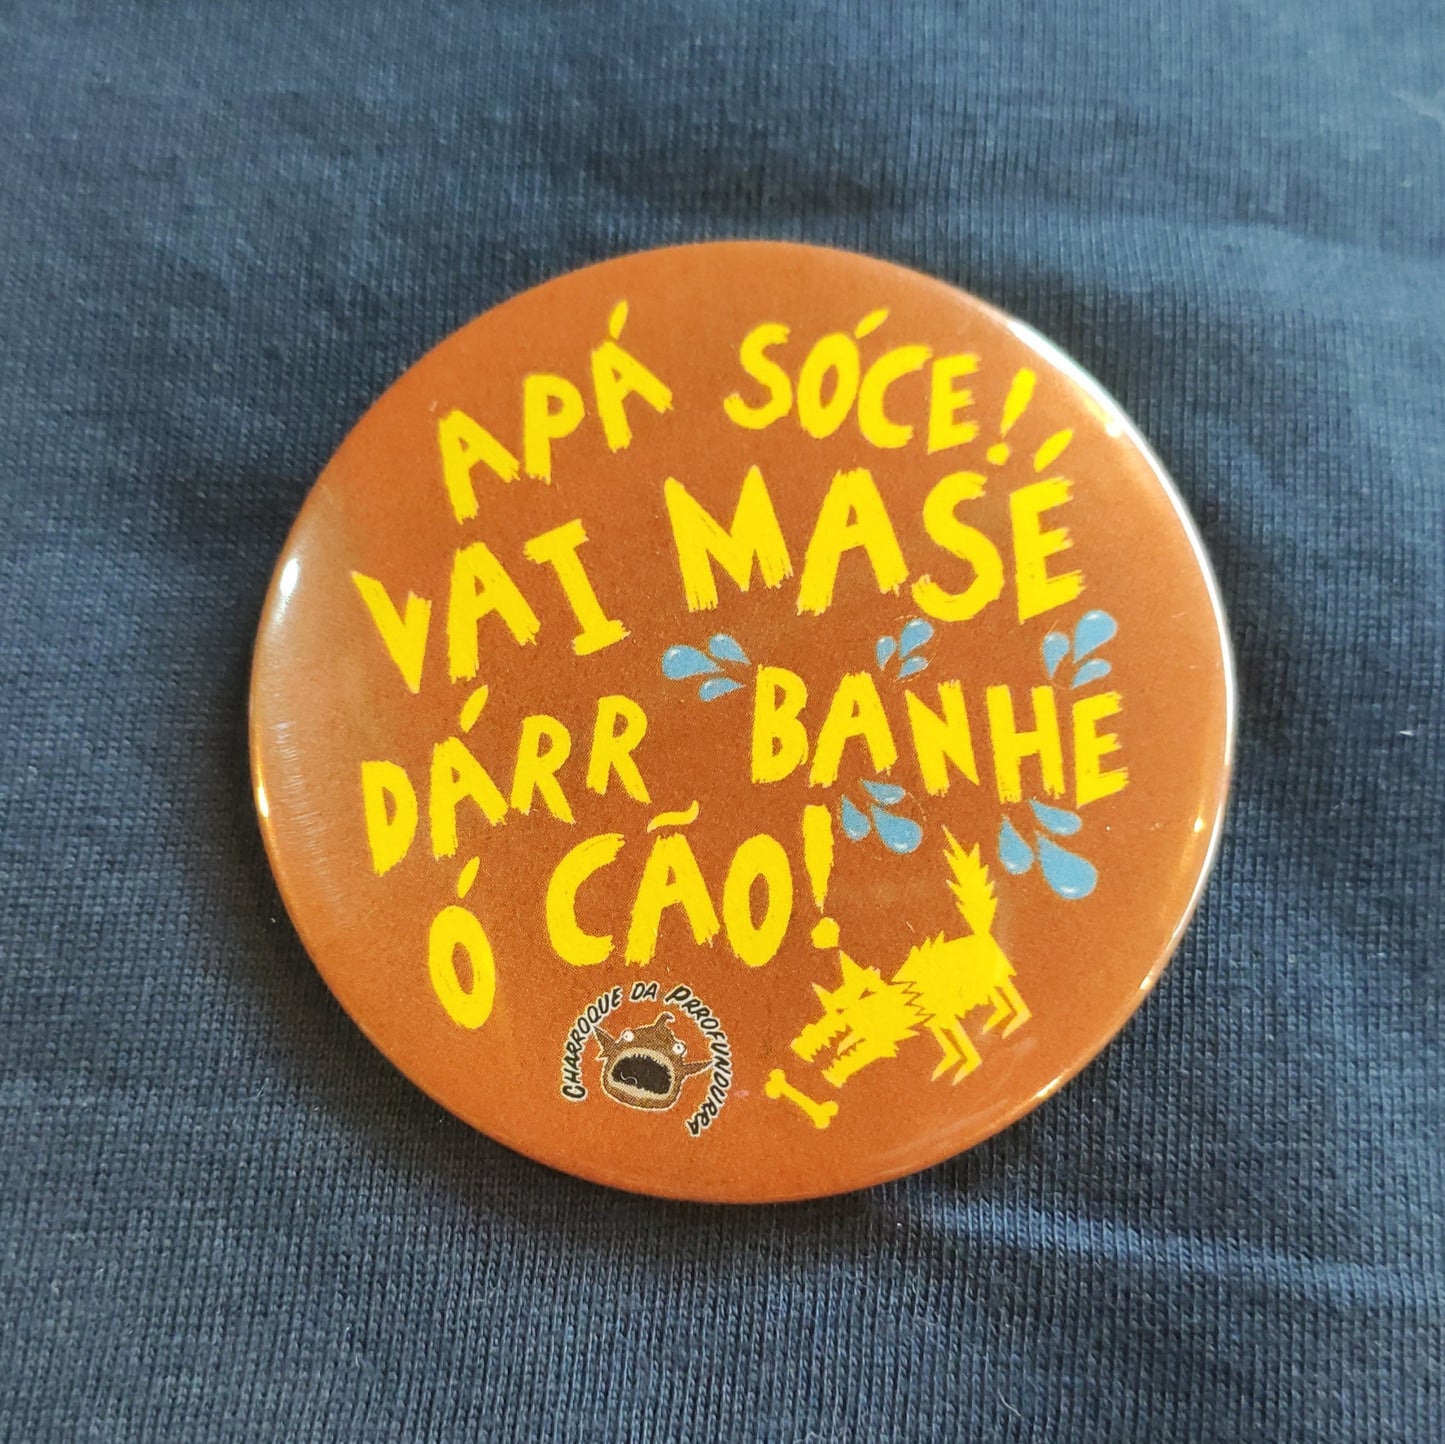 APÁ SÓCE!
VAI MASÉ
DÁRR BANHE
Ó CÃO!
CHARROQUE DA PRROFUNDURRA